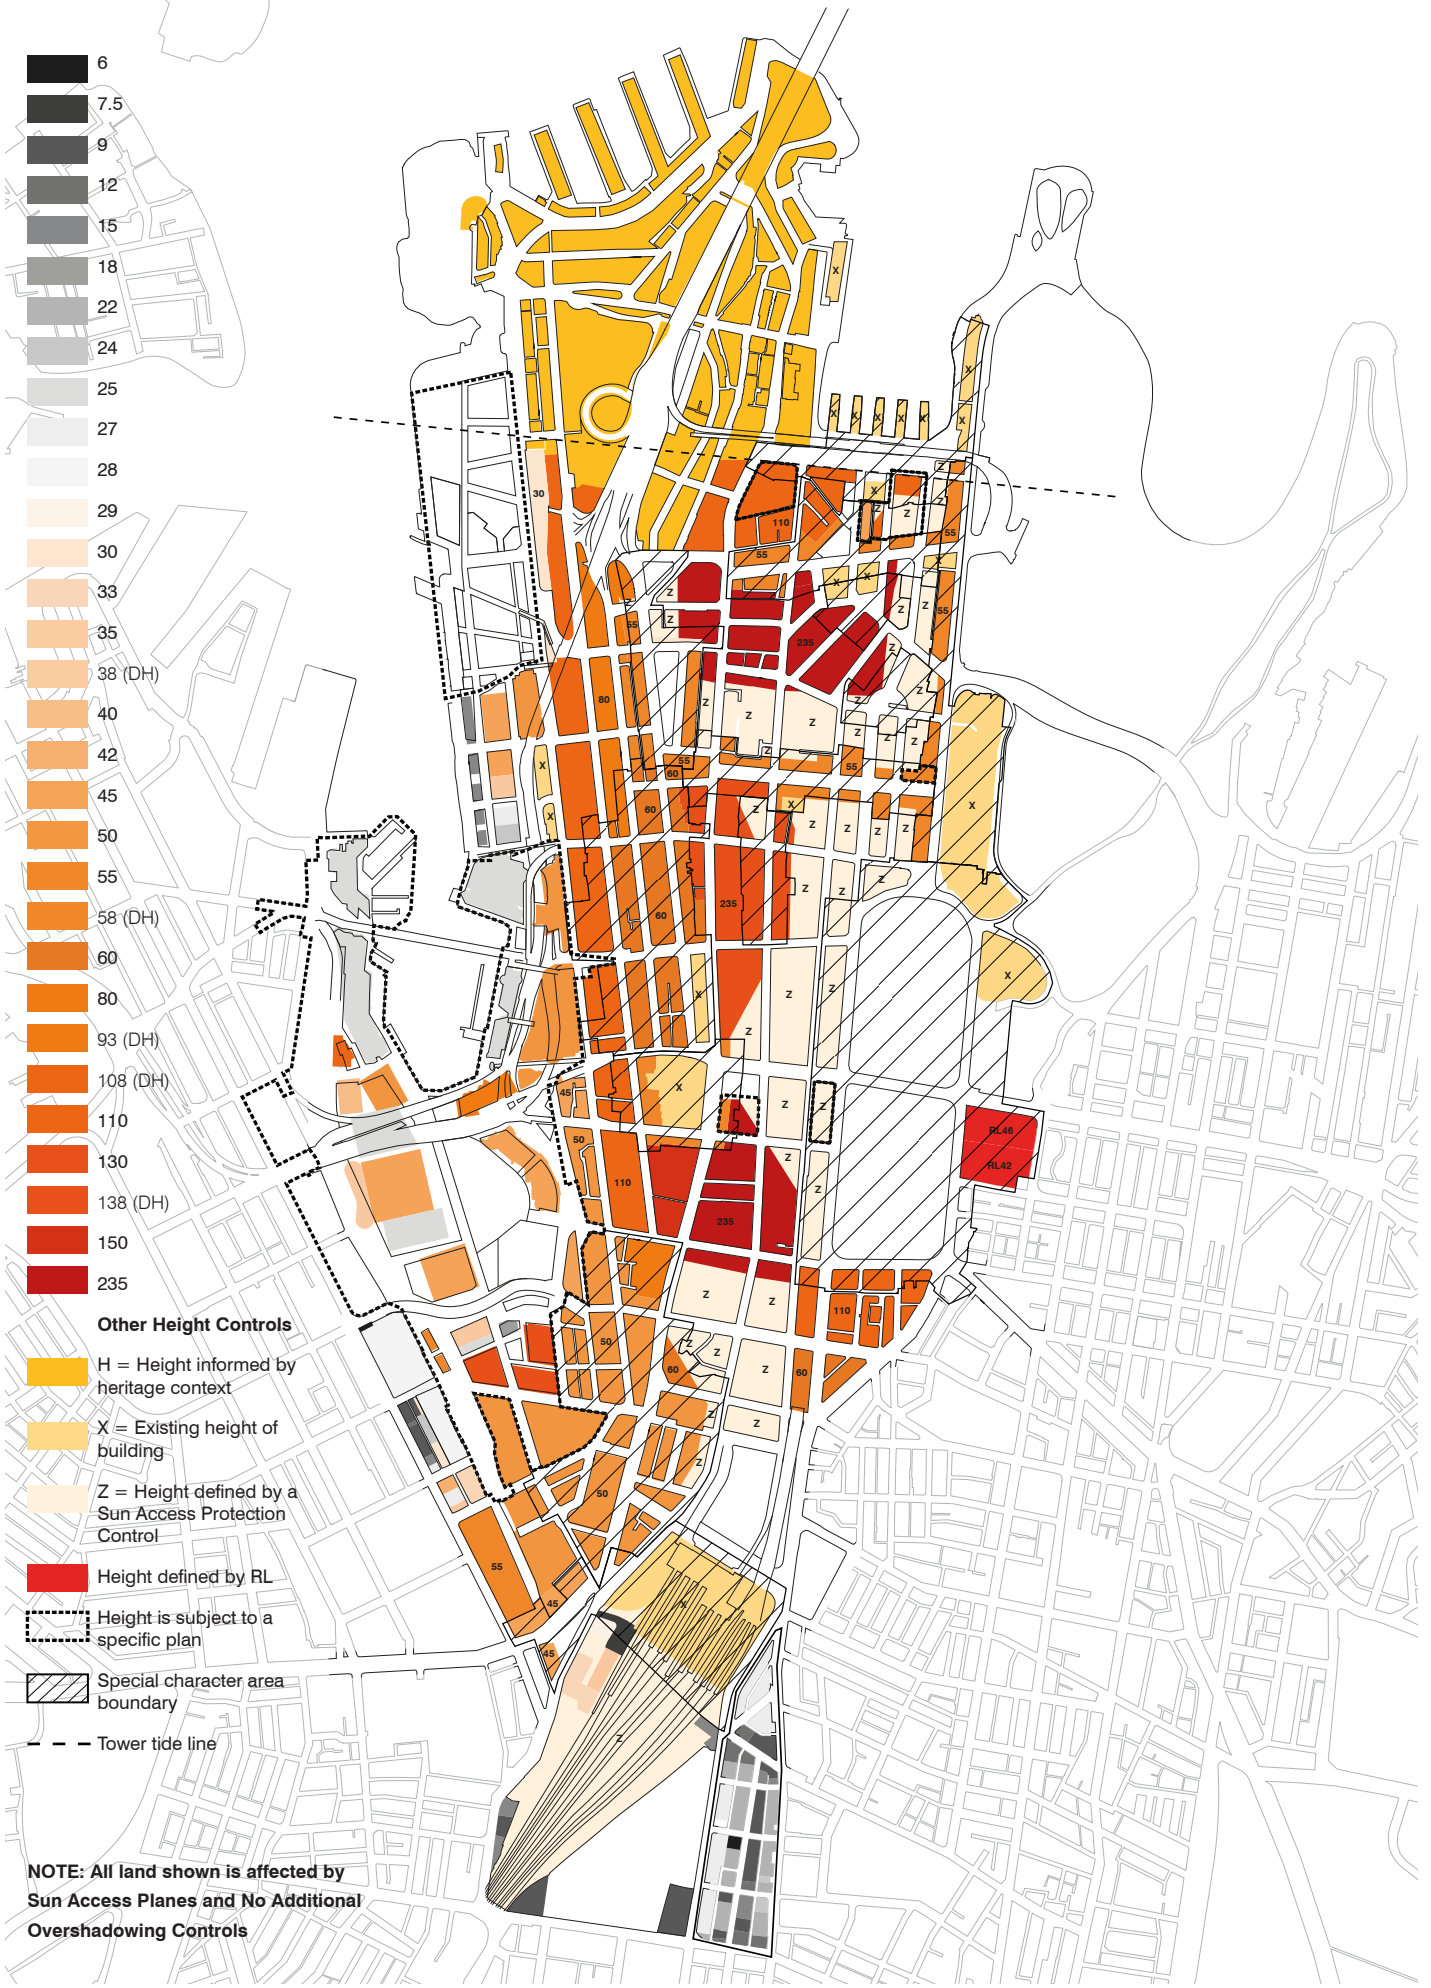 6
7.5
9
12
15
18
22
24
25
27
28
29
30
33
35
38 (DH)
40
42
45
50
55
58 (DH)
60
80
93 (DH)
108 (DH)
110
130
138 (DH)
150
235
Other Height Controls
H = Height informed by
heritage context
X = Existing height of
building
Z = Height defined by a
Sun Access Protection
Control
Height defined by RL
Height is subject to a
specific plan
Special character area
boundary
Tower tide line
NOTE: All land shown is affected by
Sun Access Planes and No Additional
Overshadowing Controls
X
X
X X X X X
X
Z
30
X
Z
Z
Z
110
55
55
X
Z
X
X
Z
Z
55
Z
Z
55
235
Z
Z
80
Z
Z
Z
Z
Z
Z
Z
Z
55
60
55
X
60
Z
X
Z
Z
Z
Z
X
X
Z
Z
Z
235
60
X
X
Z
Z
Z
45
X
Z
Z
RL46
RL42
50
Z
Z
110
235
Z
Z
110
50
Z
Z
Z
60
60
Z
Z
Z
50
55
45
X
45
Z